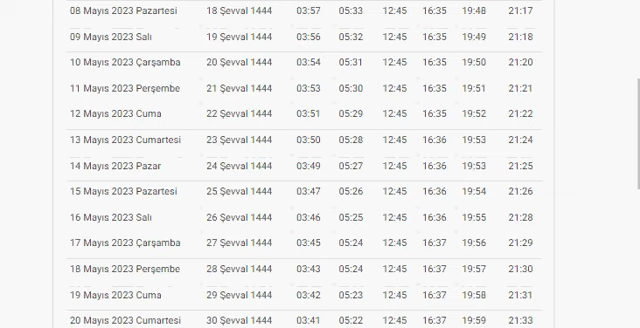 08 Mayıs 2023 Pazartesi 18 Şevval 1444 03:57 05:33 12:45 16:35 19:48 21:17
09 Mayıs 2023 Salı 19 Şevval 1444 03:56 05:32 12:45 16:35 19:49 21:18
10 Mayıs 2023 Çarşamba 20 Şevval 1444 03:54 05:31 12:45 16:35 19:50 21:20
11 Mayıs 2023 Perşembe 21 Şevval 1444 03:53 05:30 12:45 16:35 19:51 21:21
12 Mayıs 2023 Cuma 22 Şevval 1444 03:51 05:29 12:45 16:35 19:52 21:22
13 Mayıs 2023 Cumartesi 23 Şevval 1444 03:50 05:28 12:45 16:36 19:53 21:24
14 Mayıs 2023 Pazar 24 Şevval 1444 03:49 05:27 12:45 16:36 19:53 21:25
15 Mayıs 2023 Pazartesi 25 Şevval 1444 03:47 05:26 12:45 16:36 19:54 21:26
16 Mayıs 2023 Salı 26 Şevval 1444 03:46 05:25 12:45 16:36 19:55 21:28
17 Mayıs 2023 Çarşamba 27 Şevval 1444 03:45 05:24 12:45 16:37 19:56 21:29
18 Mayıs 2023 Perşembe 28 Şevval 1444 03:43 05:24 12:45 16:37 19:57 21:30
19 Mayıs 2023 Cuma 29 Şevval 1444 03:42 05:23 12:45 16:37 19:58 21:31
20 Mayıs 2023 Cumartesi 30 Şevval 1444 03:41 05:22 12:45 16:37 19:59 21:33